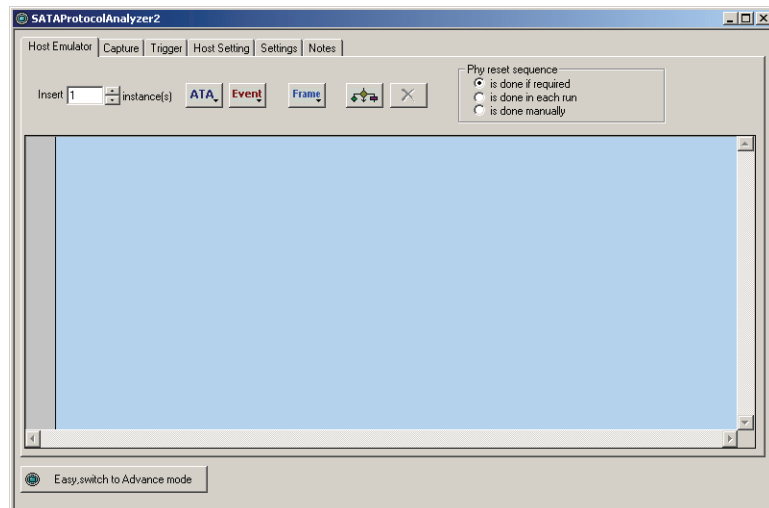 SATAProtocolAnalyzer2
Host Emulator Capture Trigger Host Setting Settings Notes
Phy reset sequence
Insert 1 instance(s) ATA Event Frame
is done if required
is done in each run
is done manually
Easy,switch to Advance mode